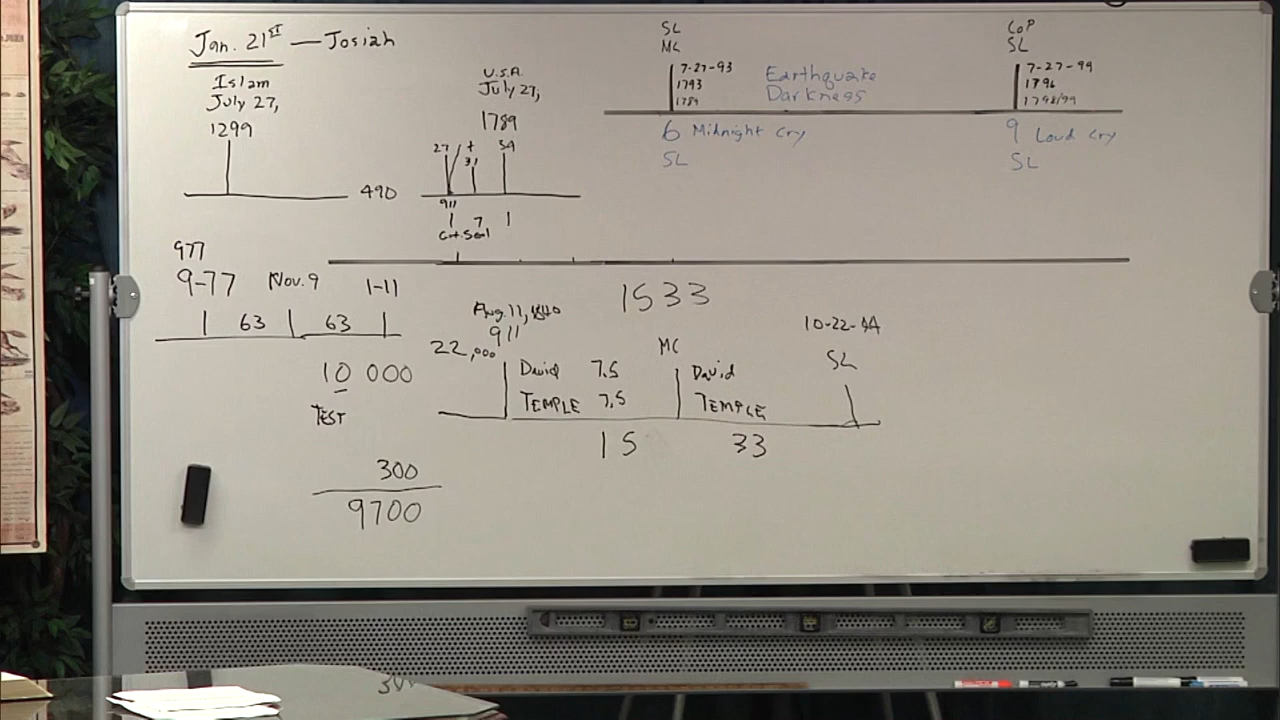 Jan. 21ST — Josiah
Islam
July 27,
1299
490
U.S.A.
July 27,
1789
27 + 34
31
911
7
SL
MC
7-27-93
1793
1789
Earthquake
Darkness
6 Midnight Cry
SL
CoP
SL
7-27-99
1796
1798/99
9 Loud Cry
SL
977
9-77 Nov. 9 1-11
63 63
10 000
TEST
300
9700
1533
Aug. 11, 1840
911
22,000
MC
10-22-44
SL
David 7.5
TEMPLE 7.5
David
TEMPLE
15 33